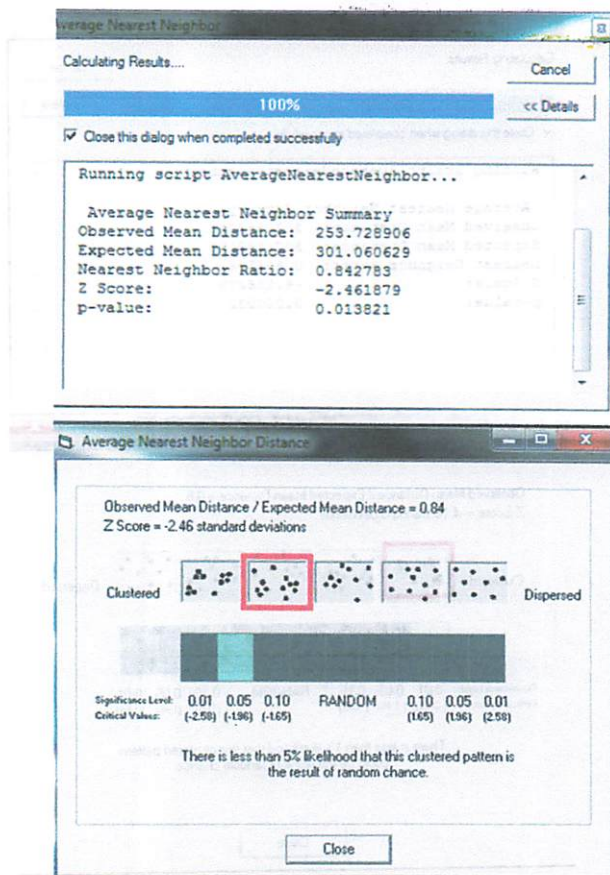 Average Nearest Neighbor
Calculating Results....
Cancel
100%
<< Details
Close this dialog when completed successfully
Running script AverageNearestNeighbor...
Average Nearest Neighbor Summary
Observed Mean Distance: 253.728906
Expected Mean Distance: 301.060629
Nearest Neighbor Ratio: 0.842783
Z Score: -2.461879
p-value: 0.013821
Average Nearest Neighbor Distance
Observed Mean Distance / Expected Mean Distance = 0.84
Z Score = -2.46 standard deviations
Clustered
Dispersed
Significance Level: 0.01 0.05 0.10 RANDOM 0.10 0.05 0.01
Critical Values: (-2.58) (-1.96) (-1.65) (1.65) (1.96) (2.58)
There is less than 5% likelihood that this clustered pattern is
the result of random chance.
Close